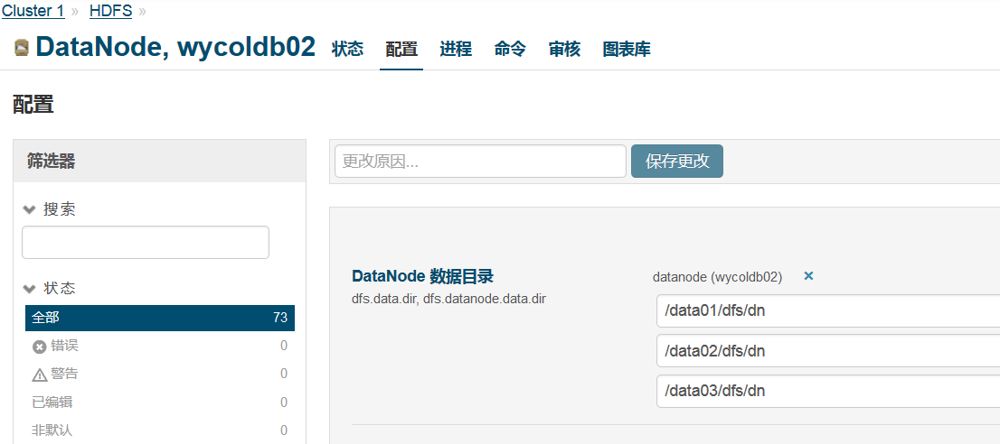 Cluster 1 » HDFS »
DataNode, wycoldb02 状态 配置 进程 命令 审核 图表库
配置
筛选器
搜索
状态
全部 73
错误 0
警告 0
已编辑 0
非默认 0
更改原因... 保存更改
DataNode 数据目录
dfs.data.dir, dfs.datanode.data.dir
datanode (wycoldb02)
/data01/dfs/dn
/data02/dfs/dn
/data03/dfs/dn